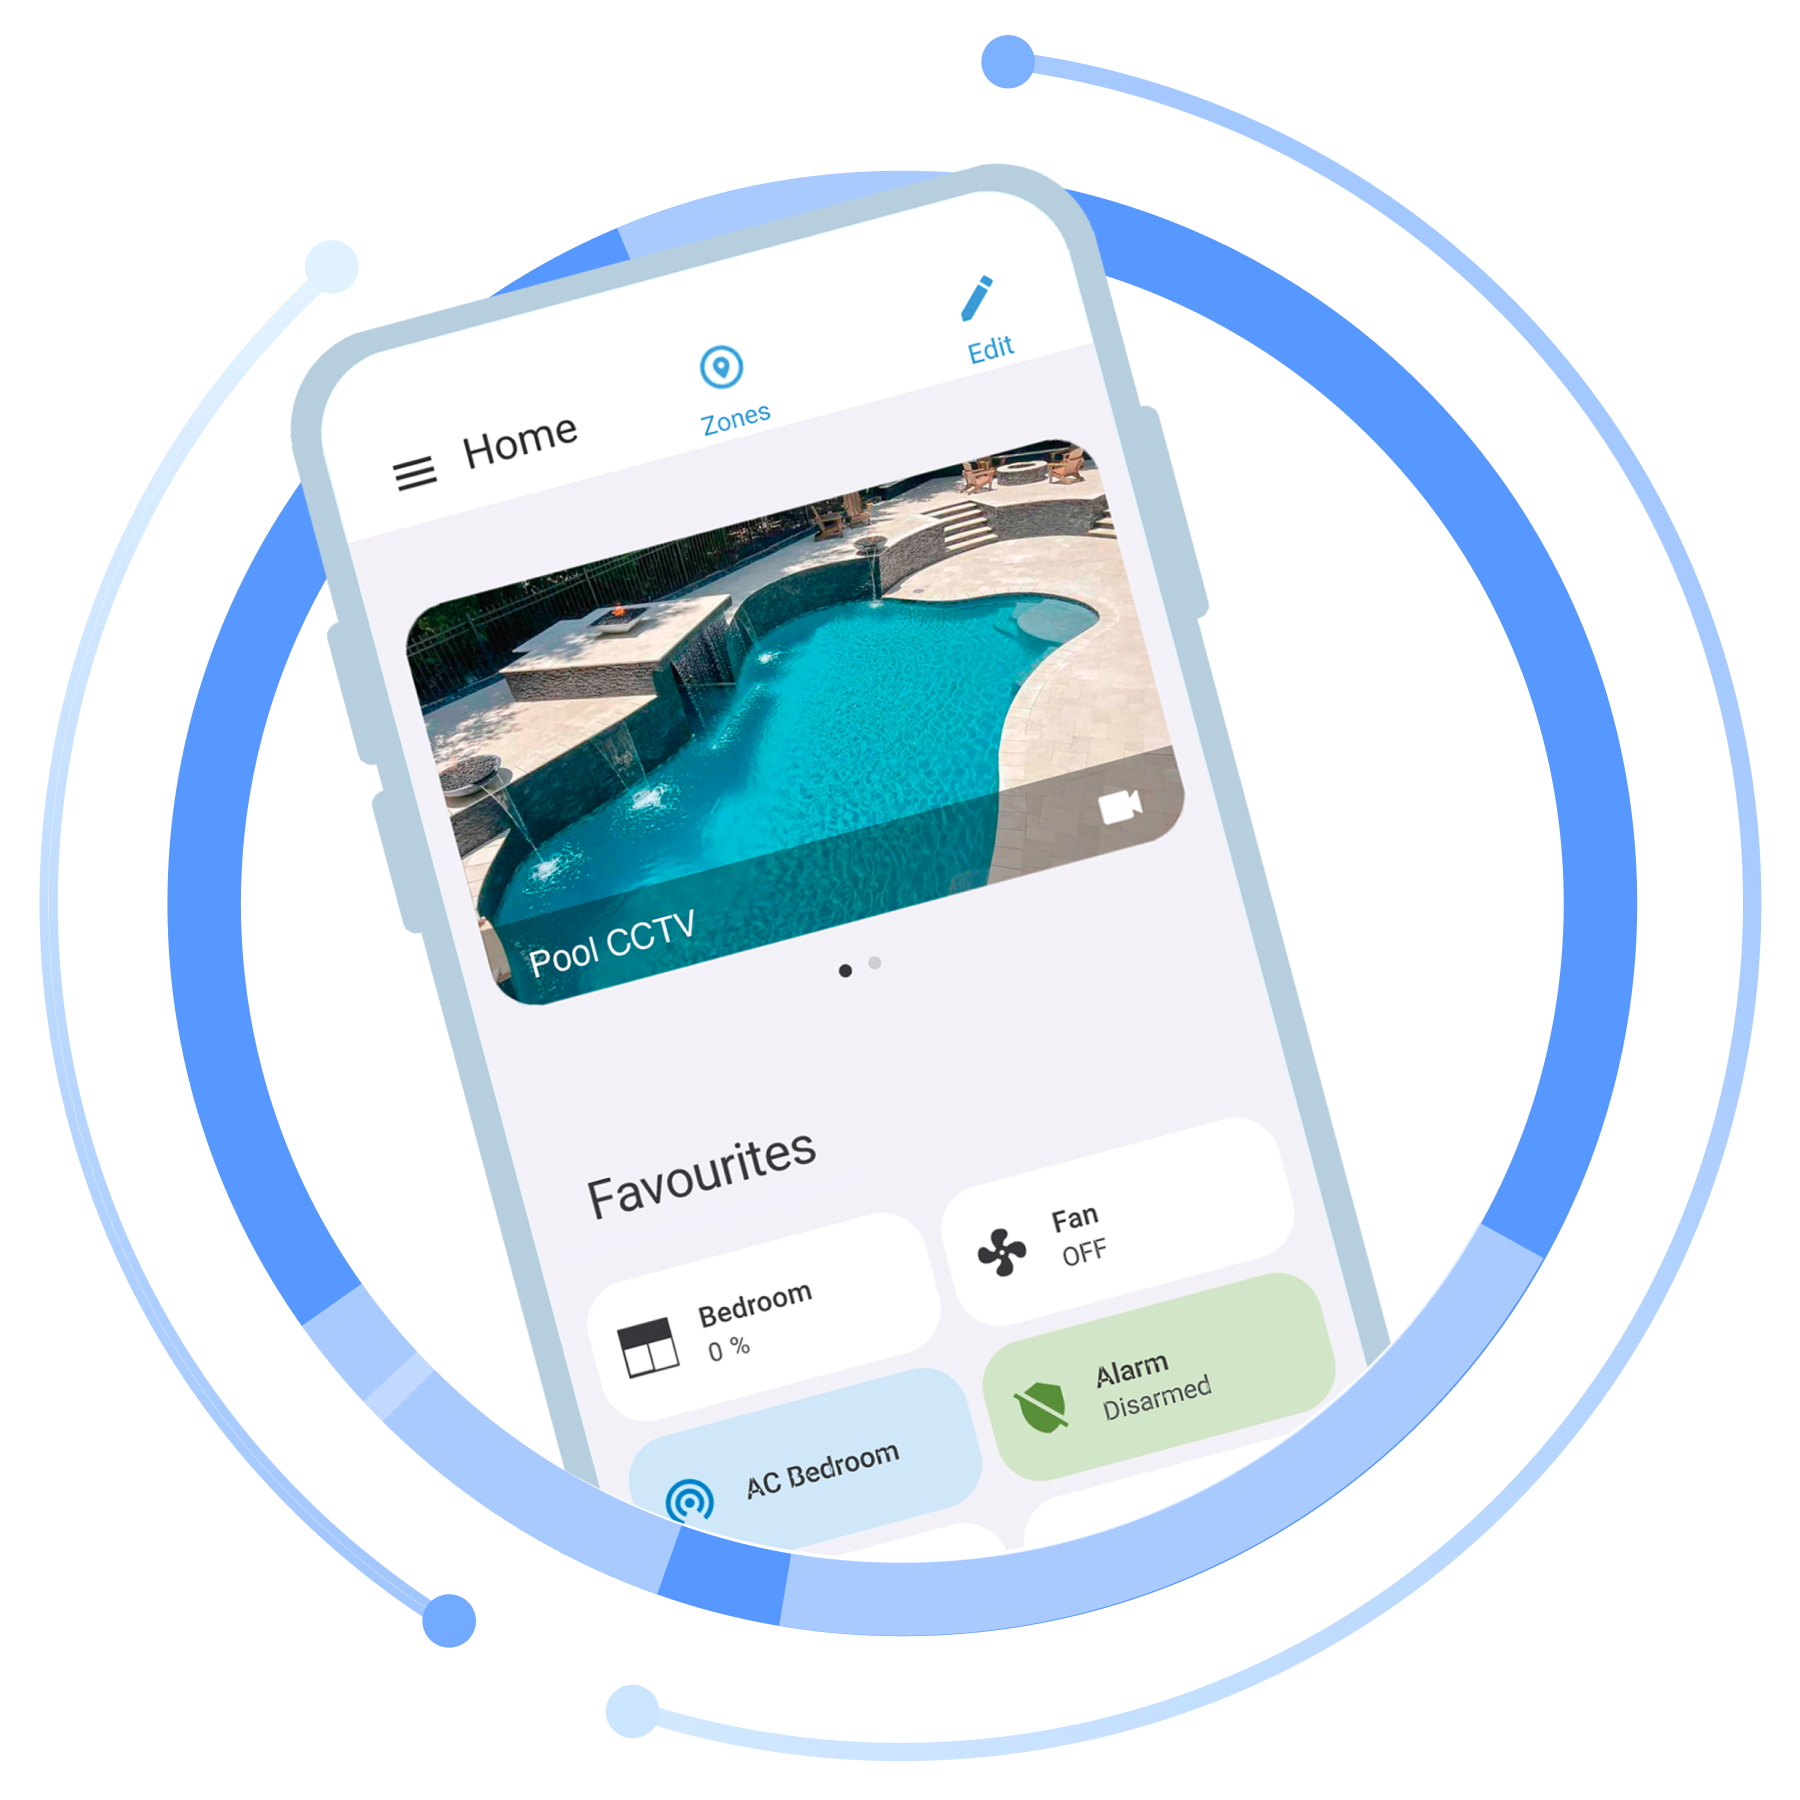 Home
Zones
Edit
Pool CCTV
Favourites
Bedroom
0 %
Fan
OFF
AC Bedroom
Alarm
Disarmed